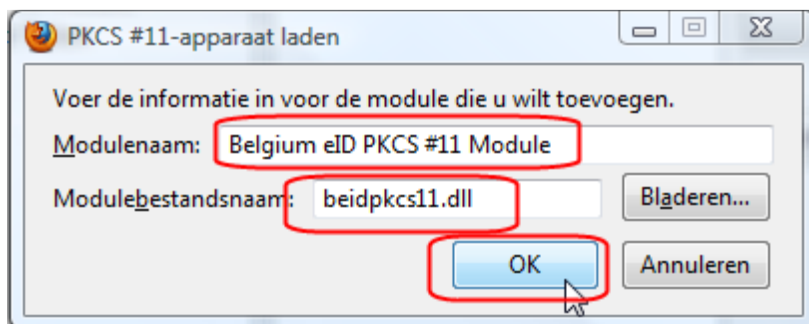 PKCS #11-apparaat laden
Voer de informatie in voor de module die u wilt toevoegen.
Modulenaam: Belgium eID PKCS #11 Module
Modulebestandsnaam: beidpkcs11.dll Bladeren...
OK Annuleren